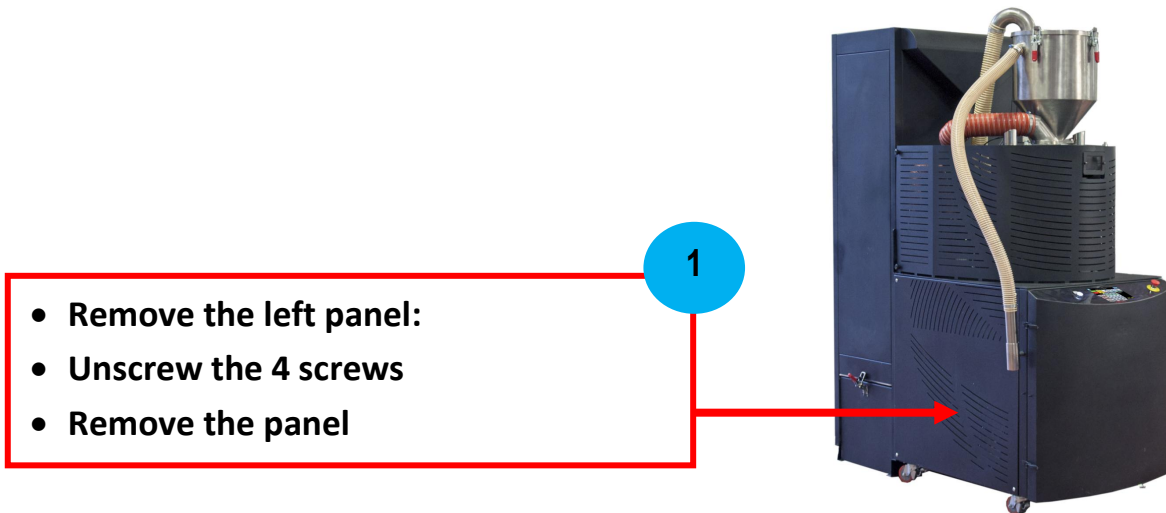 1
• Remove the left panel:
• Unscrew the 4 screws
• Remove the panel